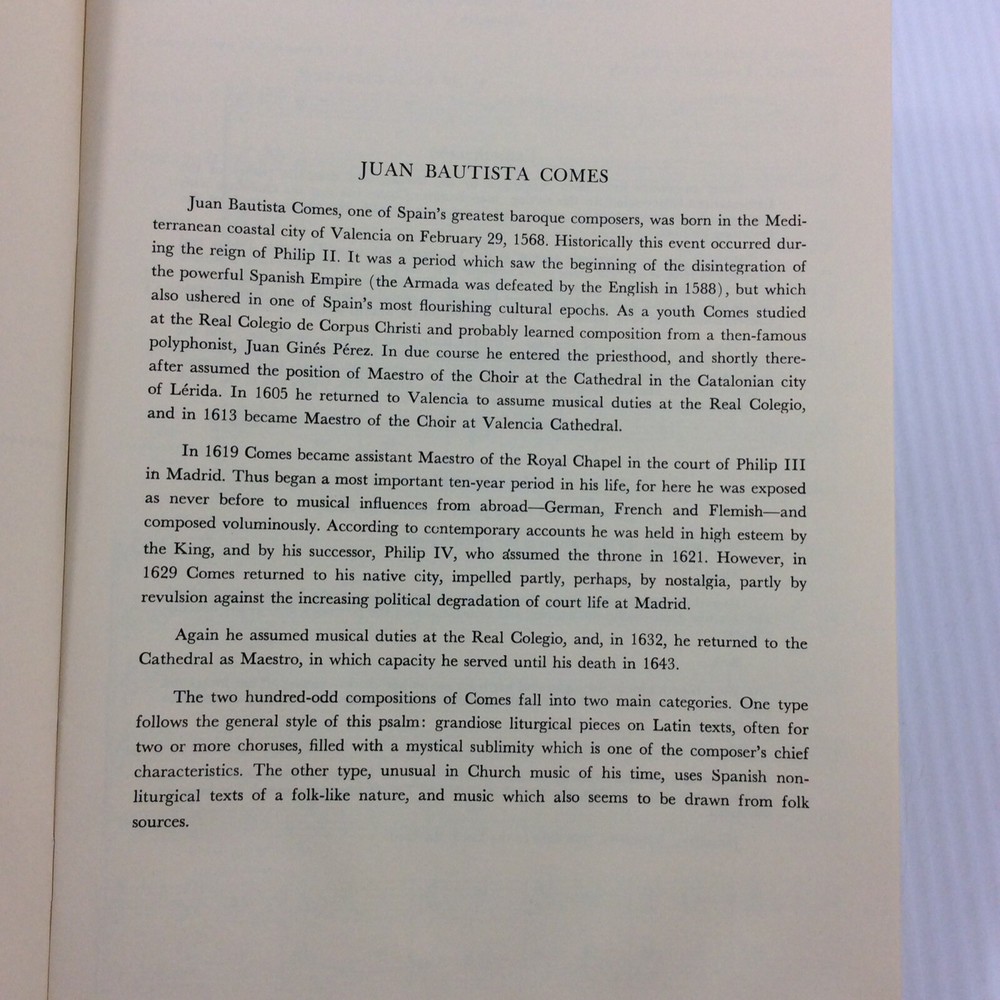 JUAN BAUTISTA COMES
Juan Bautista Comes, one of Spain's greatest baroque composers, was born in the Medi-
terranean coastal city of Valencia on February 29, 1568. Historically this event occurred dur-
ing the reign of Philip II. It was a period which saw the beginning of the disintegration of
the powerful Spanish Empire (the Armada was defeated by the English in 1588), but which
also ushered in one of Spain's most flourishing cultural epochs. As a youth Comes studied
at the Real Colegio de Corpus Christi and probably learned composition from a then-famous
polyphonist, Juan Ginés Pérez. In due course he entered the priesthood, and shortly there-
after assumed the position of Maestro of the Choir at the Cathedral in the Catalonian city
of Lérida. In 1605 he returned to Valencia to assume musical duties at the Real Colegio,
and in 1613 became Maestro of the Choir at Valencia Cathedral.
In 1619 Comes became assistant Maestro of the Royal Chapel in the court of Philip III
in Madrid. Thus began a most important ten-year period in his life, for here he was exposed
as never before to musical influences from abroad—German, French and Flemish—and
composed voluminously. According to contemporary accounts he was held in high esteem by
the King, and by his successor, Philip IV, who assumed the throne in 1621. However, in
1629 Comes returned to his native city, impelled partly, perhaps, by nostalgia, partly by
revulsion against the increasing political degradation of court life at Madrid.
Again he assumed musical duties at the Real Colegio, and, in 1632, he returned to the
Cathedral as Maestro, in which capacity he served until his death in 1643.
The two hundred-odd compositions of Comes fall into two main categories. One type
follows the general style of this psalm: grandiose liturgical pieces on Latin texts, often for
two or more choruses, filled with a mystical sublimity which is one of the composer's chief
characteristics. The other type, unusual in Church music of his time, uses Spanish non-
liturgical texts of a folk-like nature, and music which also seems to be drawn from folk
sources.